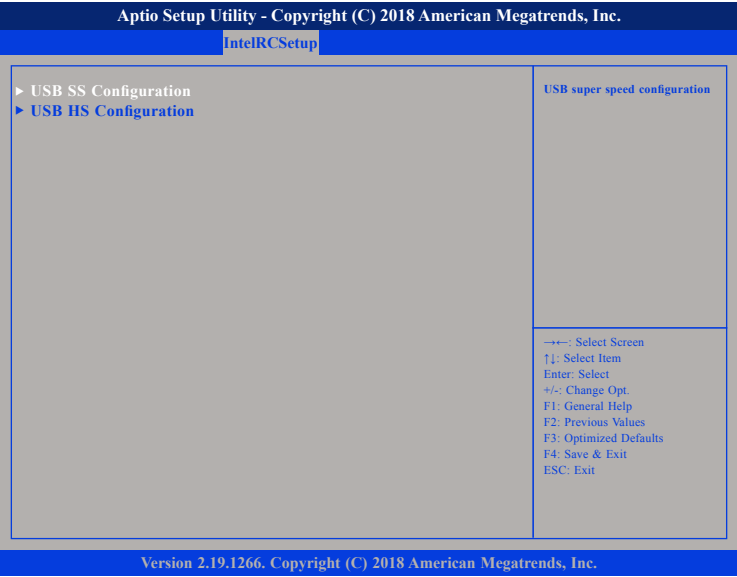 Aptio Setup Utility - Copyright (C) 2018 American Megatrends, Inc.
IntelRCSetup
► USB SS Configuration
► USB HS Configuration
USB super speed configuration
→←: Select Screen
↑↓: Select Item
Enter: Select
+/-: Change Opt.
F1: General Help
F2: Previous Values
F3: Optimized Defaults
F4: Save & Exit
ESC: Exit
Version 2.19.1266. Copyright (C) 2018 American Megatrends, Inc.